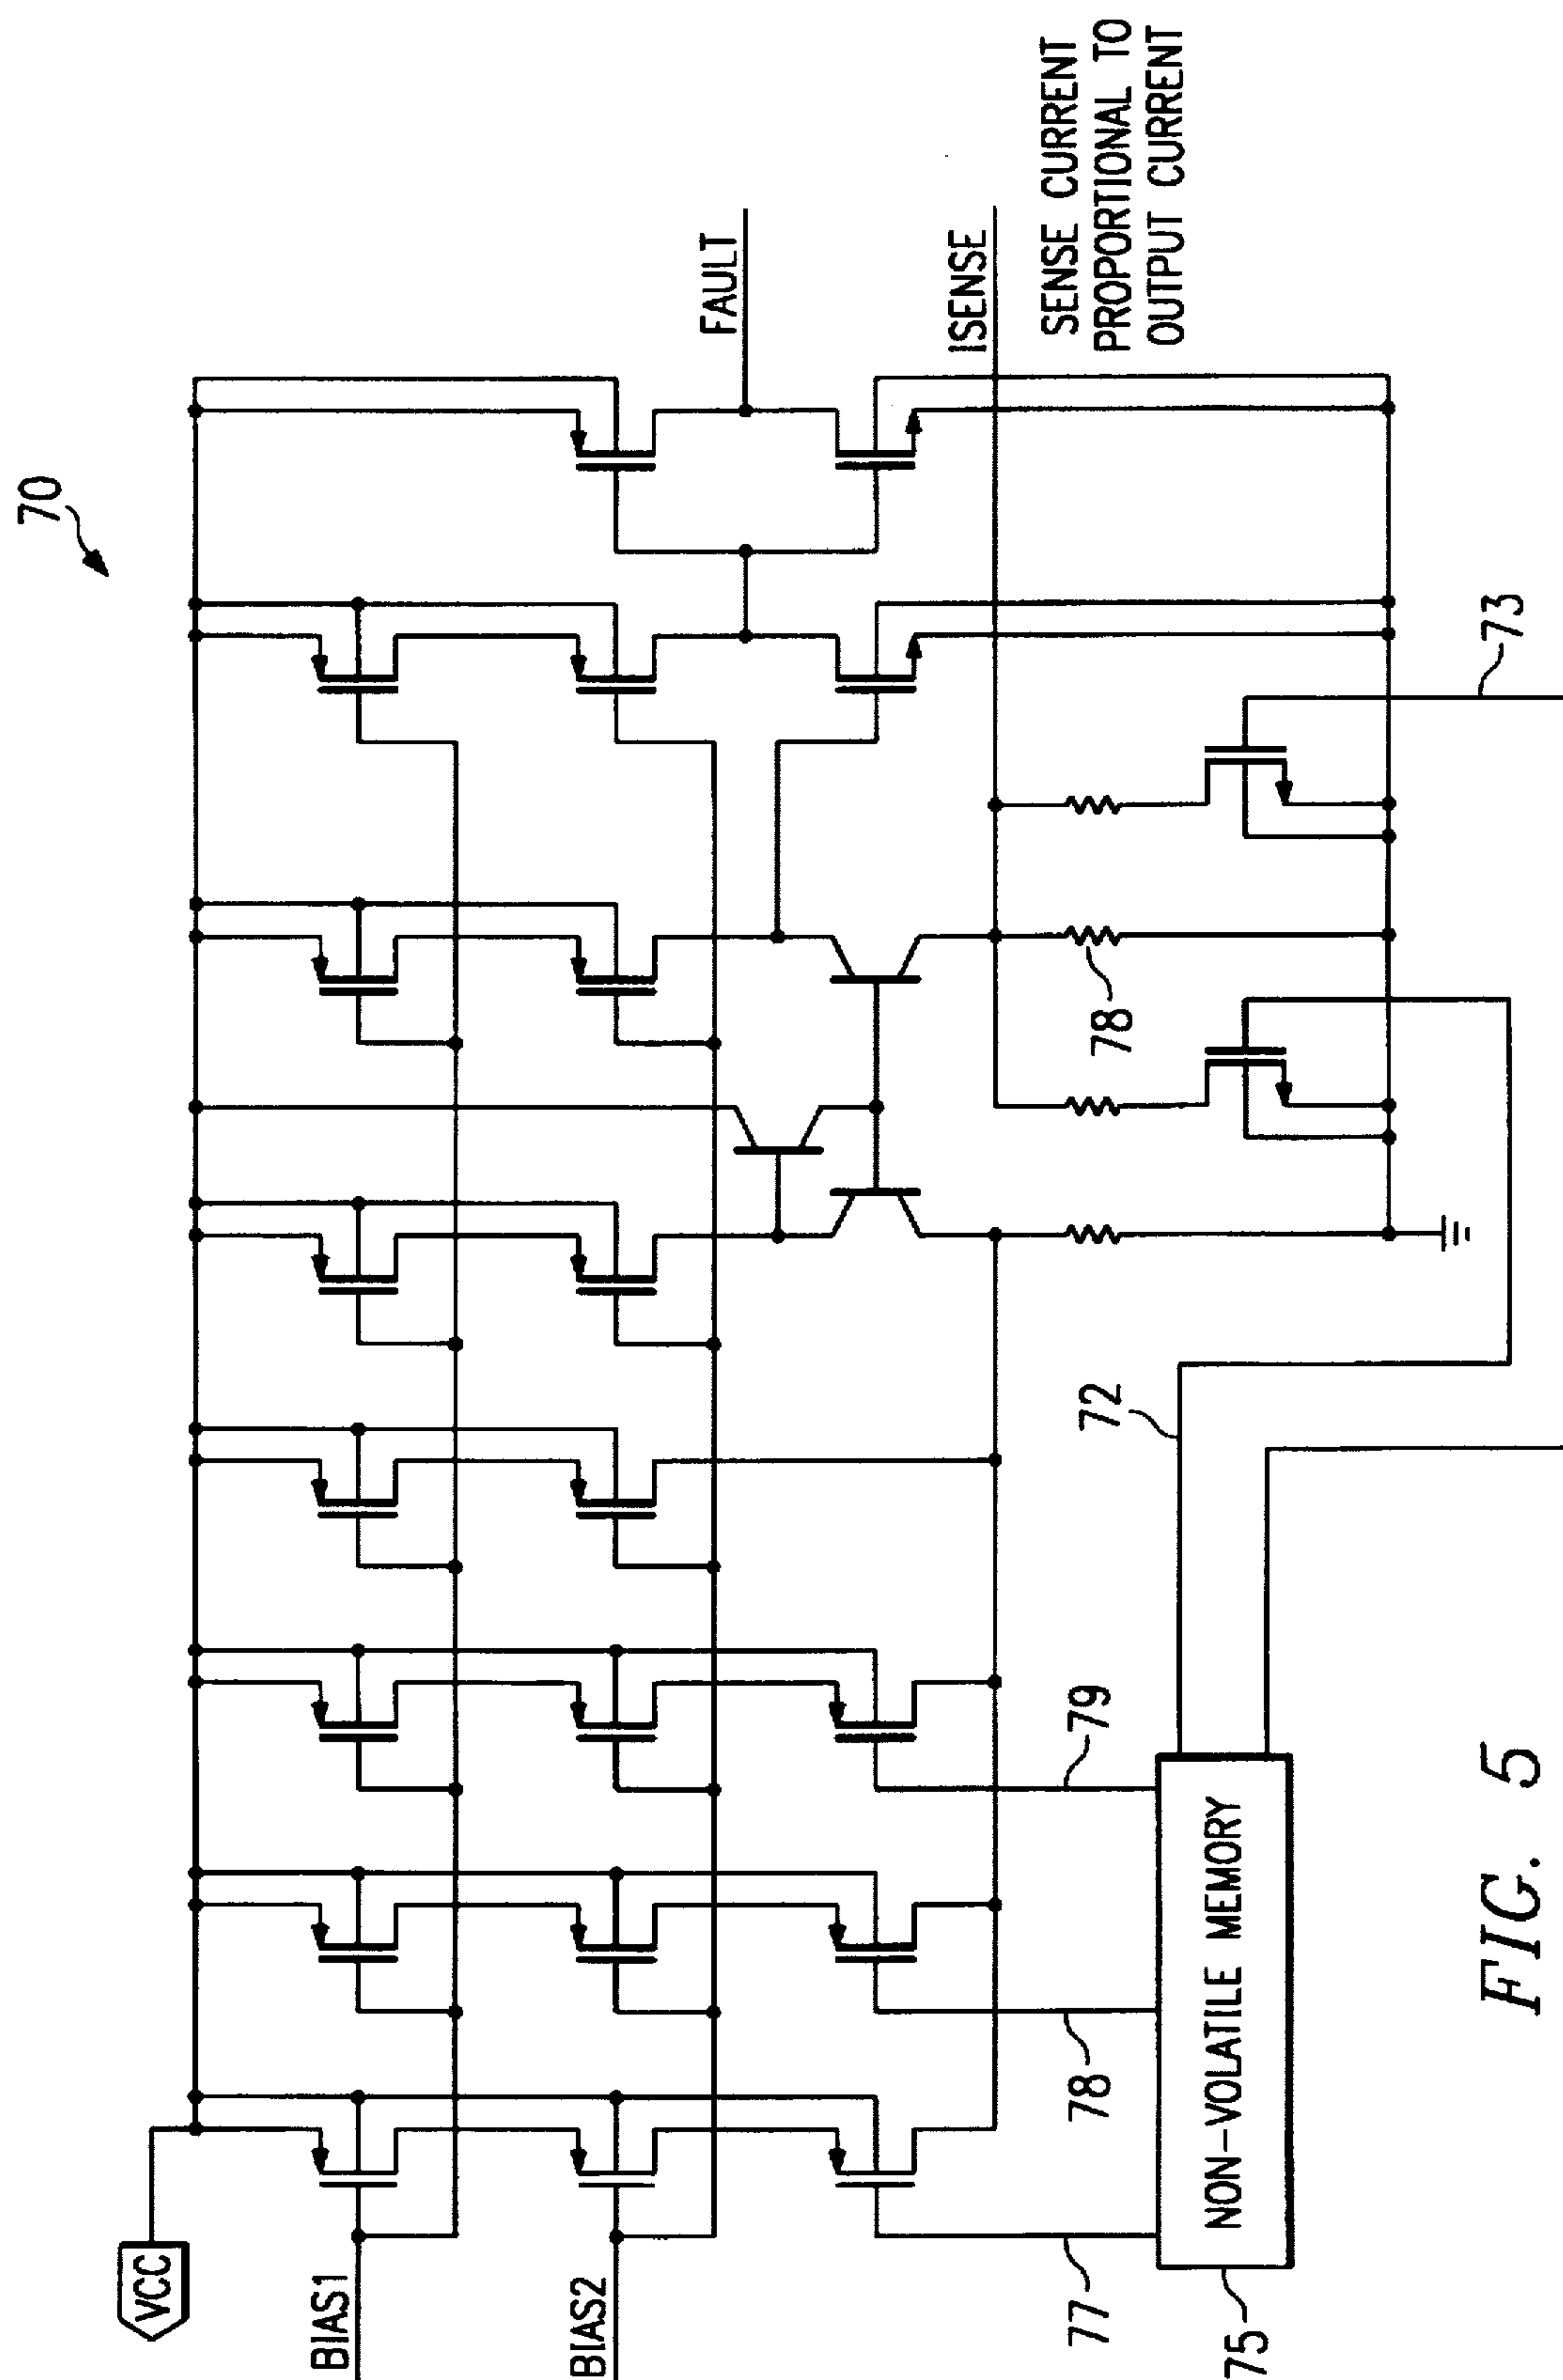 70
VCC
BIAS1
BIAS2
FAULT
ISENSE
SENSE CURRENT
PROPORTIONAL TO
OUTPUT CURRENT
78
73
72
77
78
79
75
NON-VOLATILE MEMORY
FIG. 5